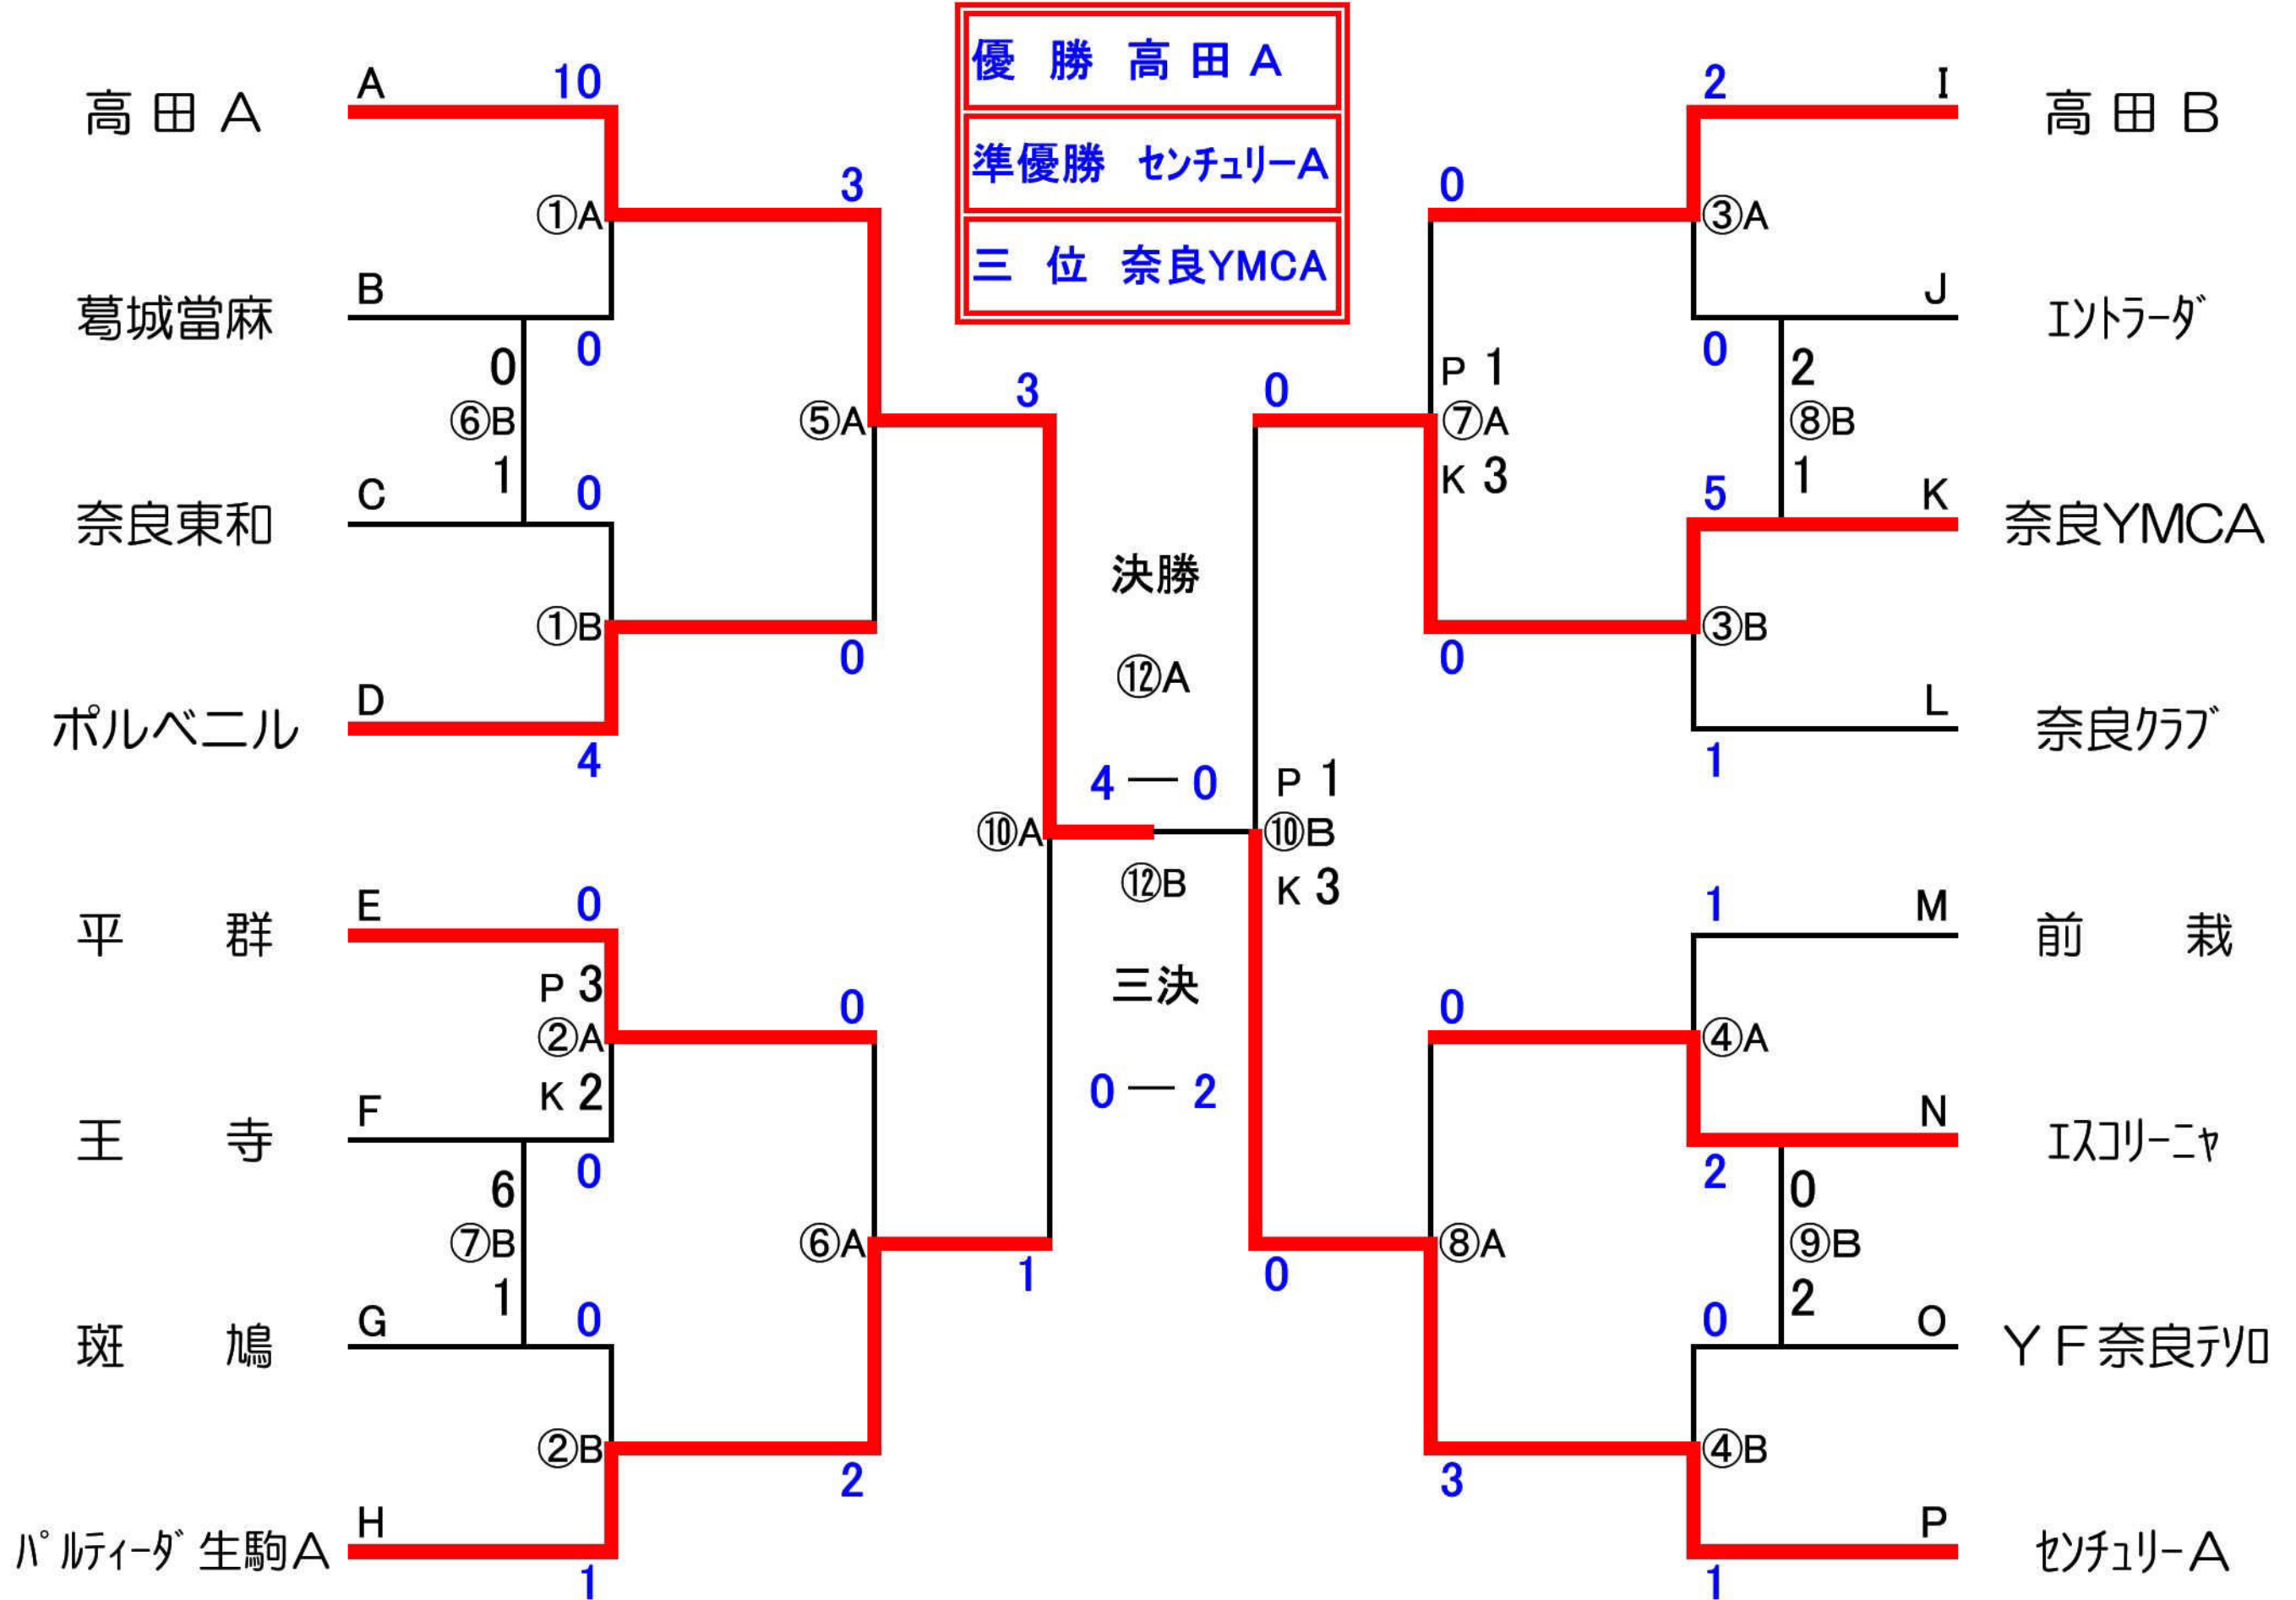 優 勝 高 田 A
準優勝 ｾﾝﾁｭﾘｰA
三 位 奈良YMCA
高 田 A
A
10
①A
3
葛城當麻
B
0
0
⑥B
1
⑤A
3
奈良東和
C
0
①B
0
ポルベニル
D
4
平 群
E
0
P 3
②A
K 2
0
王 寺
F
0
6
⑦B
1
⑥A
1
斑 鳩
G
0
②B
2
ﾊﾟﾙﾃｨｰﾀﾞ生駒A
H
1
⑩A
決勝
⑫A
4 — 0
⑫B
三決
0 — 2
2
I
高 田 B
0
③A
J
ｴﾝﾄﾗｰﾀﾞ
0
0
P 1
⑦A
K 3
2
⑧B
1
5
K
奈良YMCA
0
③B
L
奈良ｸﾗﾌﾞ
1
P 1
⑩B
K 3
1
M
前 栽
0
④A
N
ｴｽｺﾘｰﾆｬ
2
0
⑨B
2
0
⑧A
0
O
YF奈良ﾃｿﾛ
3
④B
P
ｾﾝﾁｭﾘｰA
1